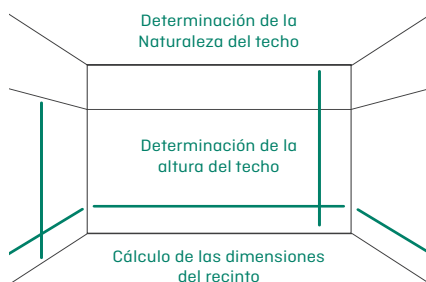 Determinación de la
Naturaleza del techo
Determinación de la
altura del techo
Cálculo de las dimensiones
del recinto